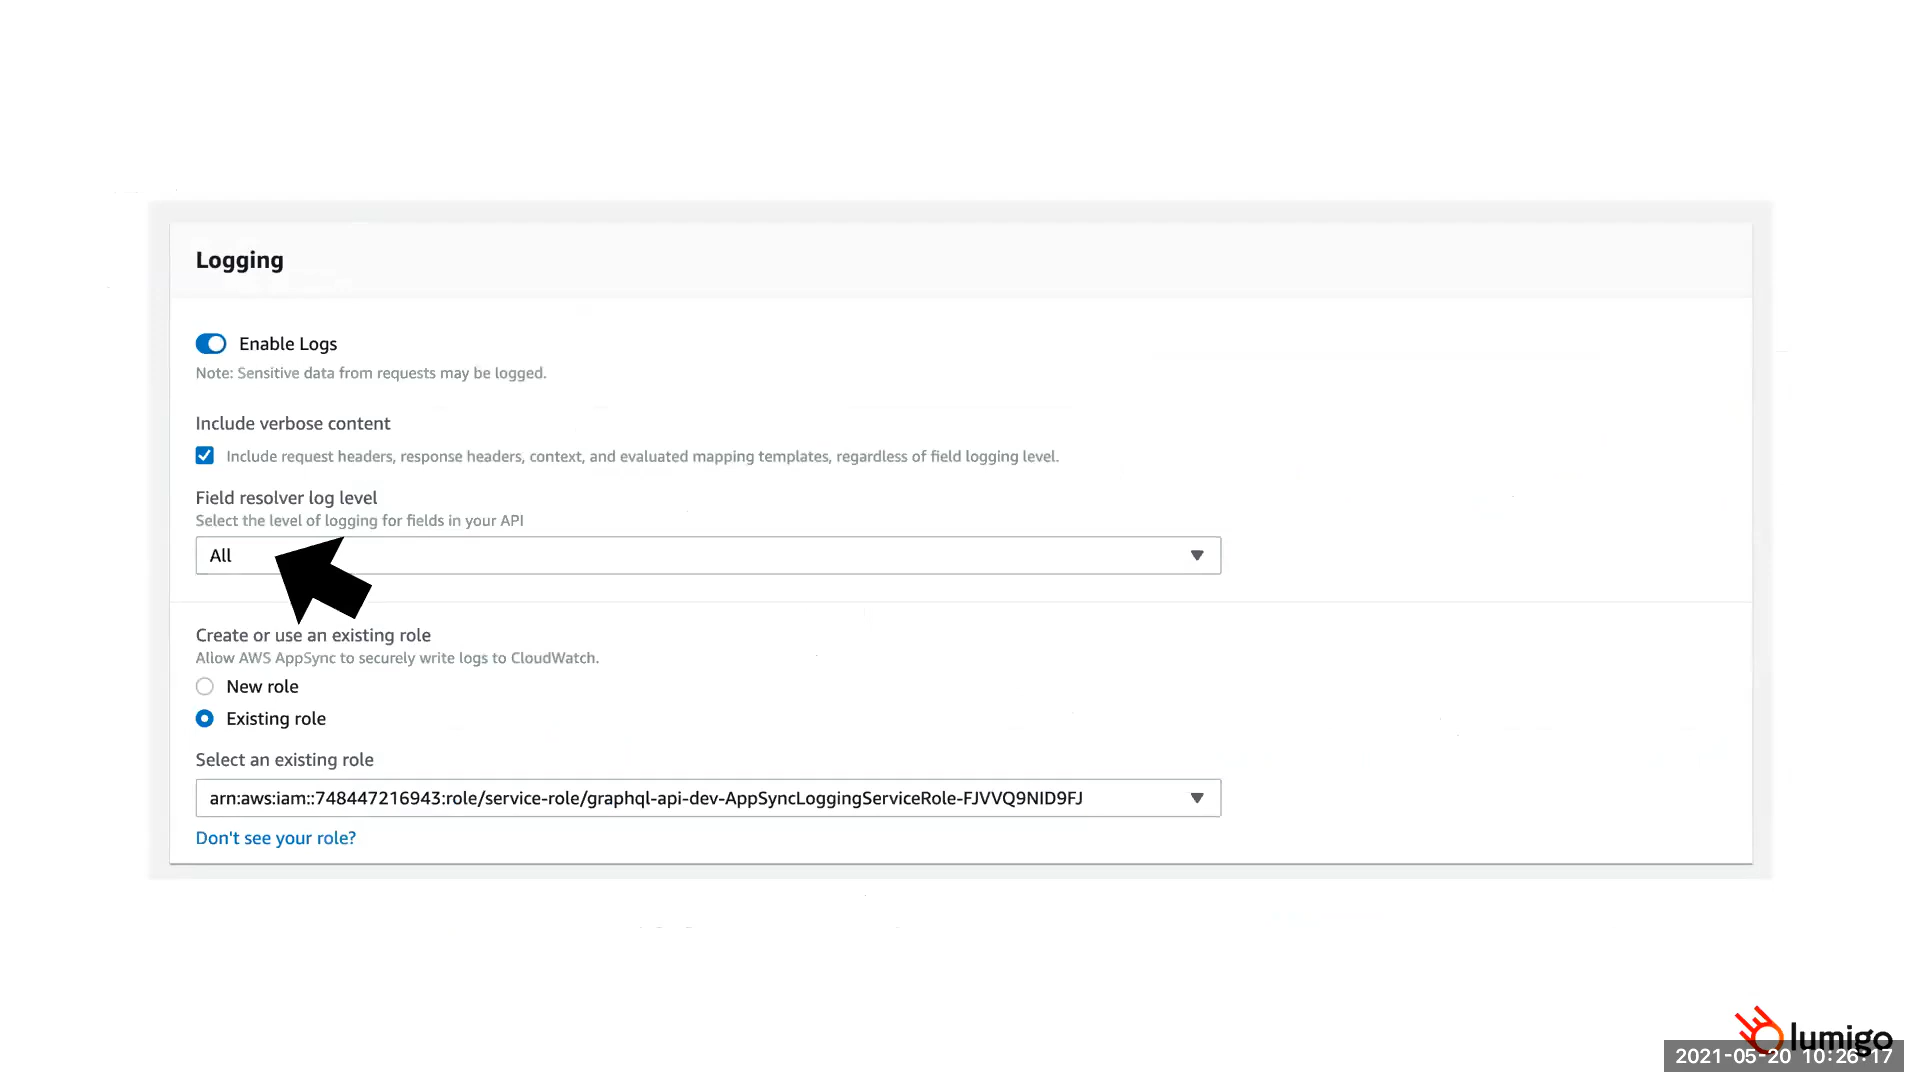 Logging
Enable Logs
Note: Sensitive data from requests may be logged.
Include verbose content
Include request headers, response headers, context, and evaluated mapping templates, regardless of field logging level.
Field resolver log level
Select the level of logging for fields in your API
All
Create or use an existing role
Allow AWS AppSync to securely write logs to CloudWatch.
New role
Existing role
Select an existing role
arn:aws:iam::748447216943:role/service-role/graphql-api-dev-AppSyncLoggingServiceRole-FJVVQ9NID9FJ
Don't see your role?
lumigo
2021-05-20 10:26:17